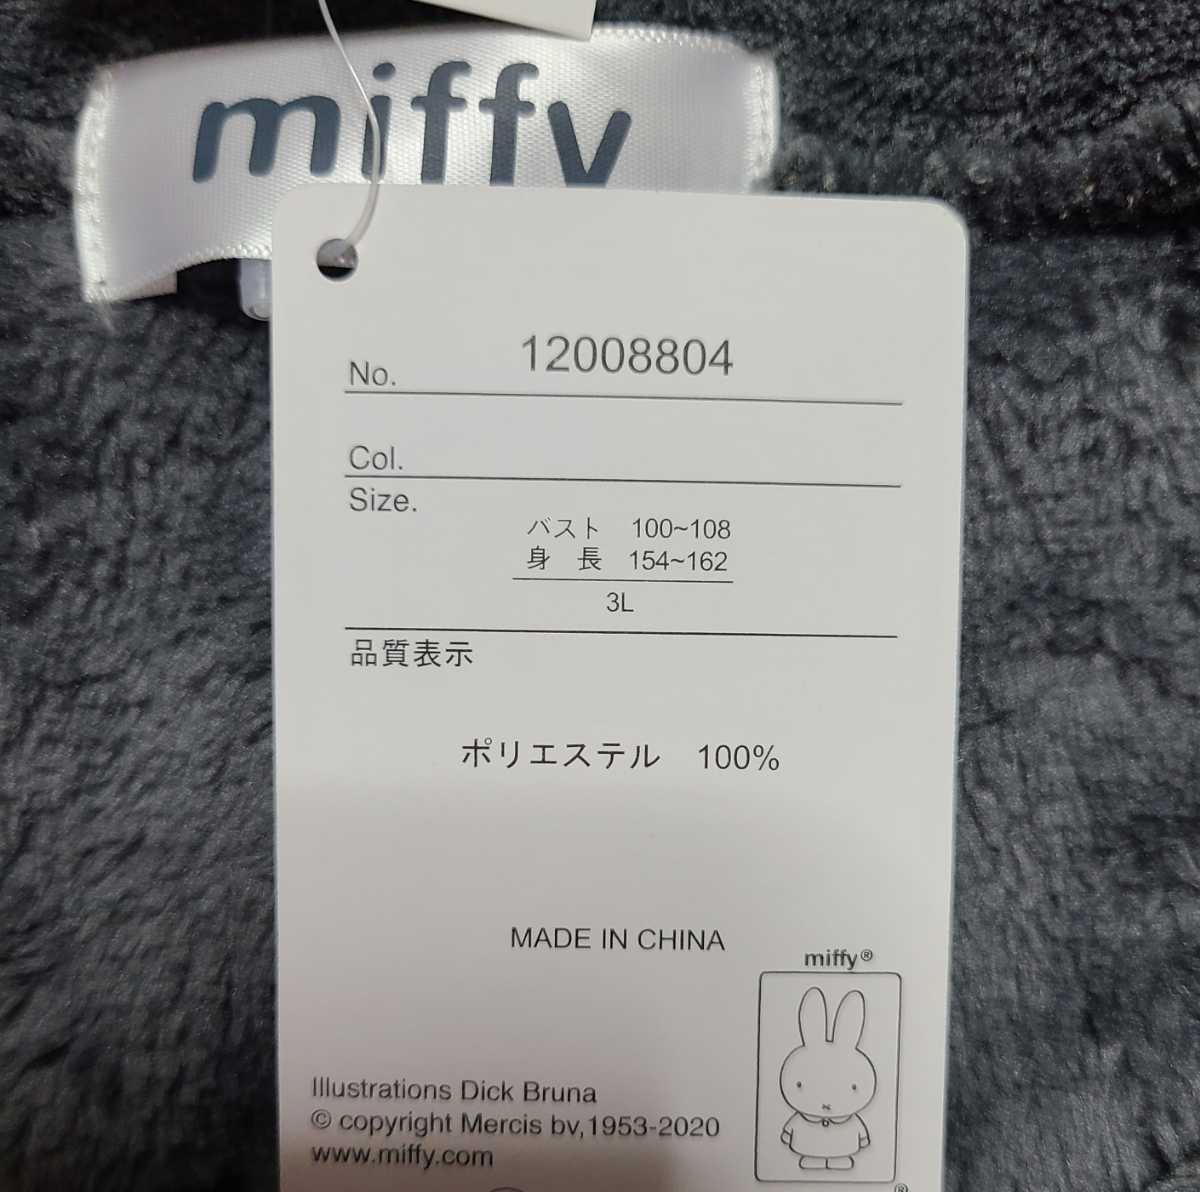 miffy
No. 12008804
Col.
Size.
バスト 100~108
身 長 154~162
3L
品質表示
ポリエステル 100%
MADE IN CHINA
miffy®
Illustrations Dick Bruna
© copyright Mercis bv,1953-2020
www.miffy.com
®